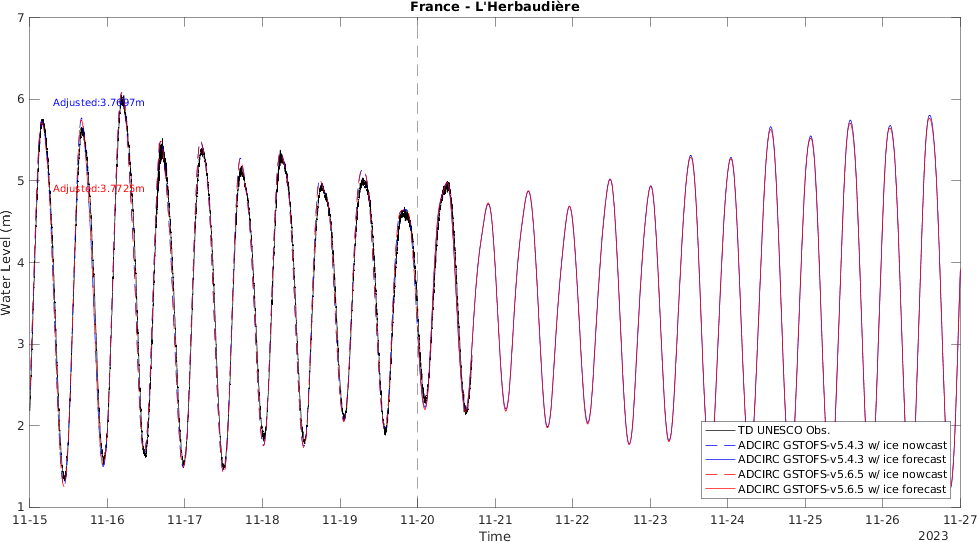 France - L'Herbaudière
7
6
5
4
3
2
1
Water Level (m)
Adjusted:3.7697m
Adjusted:3.7725m
TD UNESCO Obs.
ADCIRC GSTOFS-v5.4.3 w/ ice nowcast
ADCIRC GSTOFS-v5.4.3 w/ ice forecast
ADCIRC GSTOFS-v5.6.5 w/ ice nowcast
ADCIRC GSTOFS-v5.6.5 w/ ice forecast
11-15 11-16 11-17 11-18 11-19 11-20 11-21 11-22 11-23 11-24 11-25 11-26 11-27
Time
2023